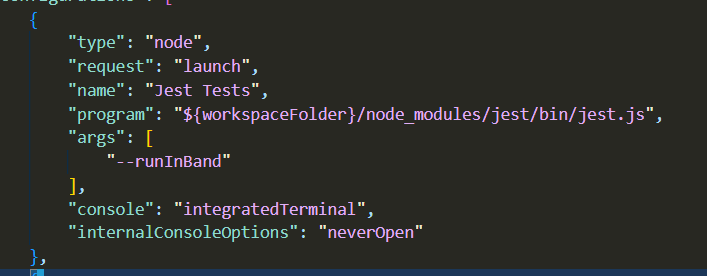 {
"type": "node",
"request": "launch",
"name": "Jest Tests",
"program": "${workspaceFolder}/node_modules/jest/bin/jest.js",
"args": [
"--runInBand"
],
"console": "integratedTerminal",
"internalConsoleOptions": "neverOpen"
},